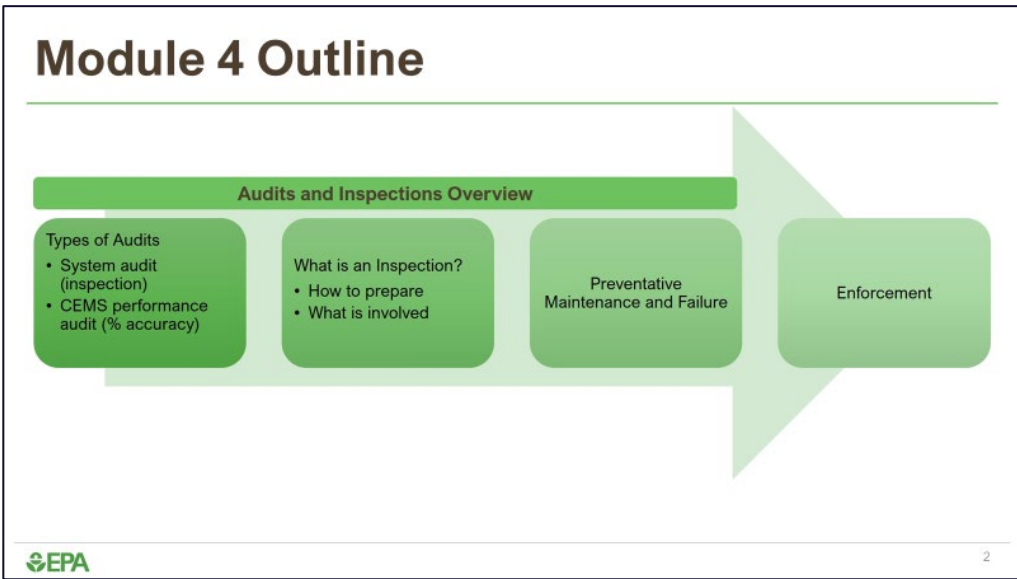 Module 4 Outline
Audits and Inspections Overview
Types of Audits
• System audit
(inspection)
• CEMS performance
audit (% accuracy)
What is an Inspection?
• How to prepare
• What is involved
Preventative
Maintenance and Failure
Enforcement
EPA
2